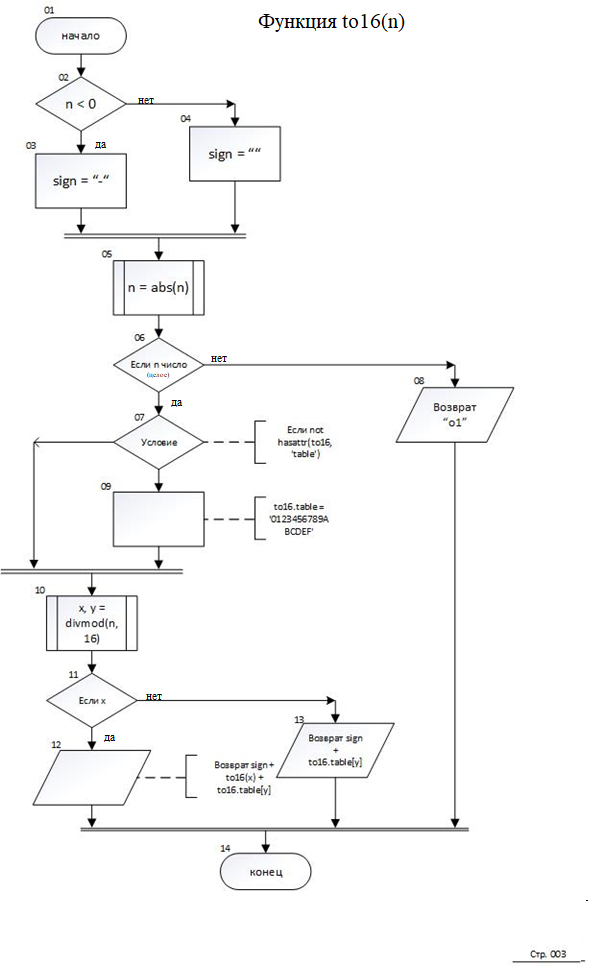 Функция to16(n)
01
начало
02
n < 0
нет
да
03
sign = “-“
04
sign = ““
05
n = abs(n)
06
Если n число
(целое)
нет
да
08
Возврат
“o1”
07
Условие
Если not
hasattr(to16,
'table')
09
to16.table =
'0123456789A
BCDEF'
10
x, y =
divmod(n,
16)
11
Если x
нет
да
12
Возврат sign +
to16(x) +
to16.table[y]
13
Возврат sign
+
to16.table[y]
14
конец
Стр. 003